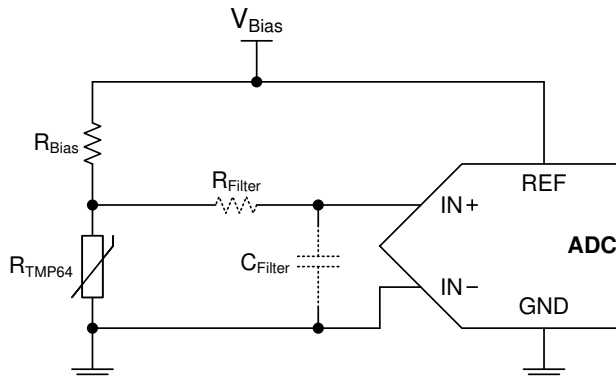 VBias
RBias
RFilter
IN+
REF
ADC
RTMP64
CFilter
IN−
GND